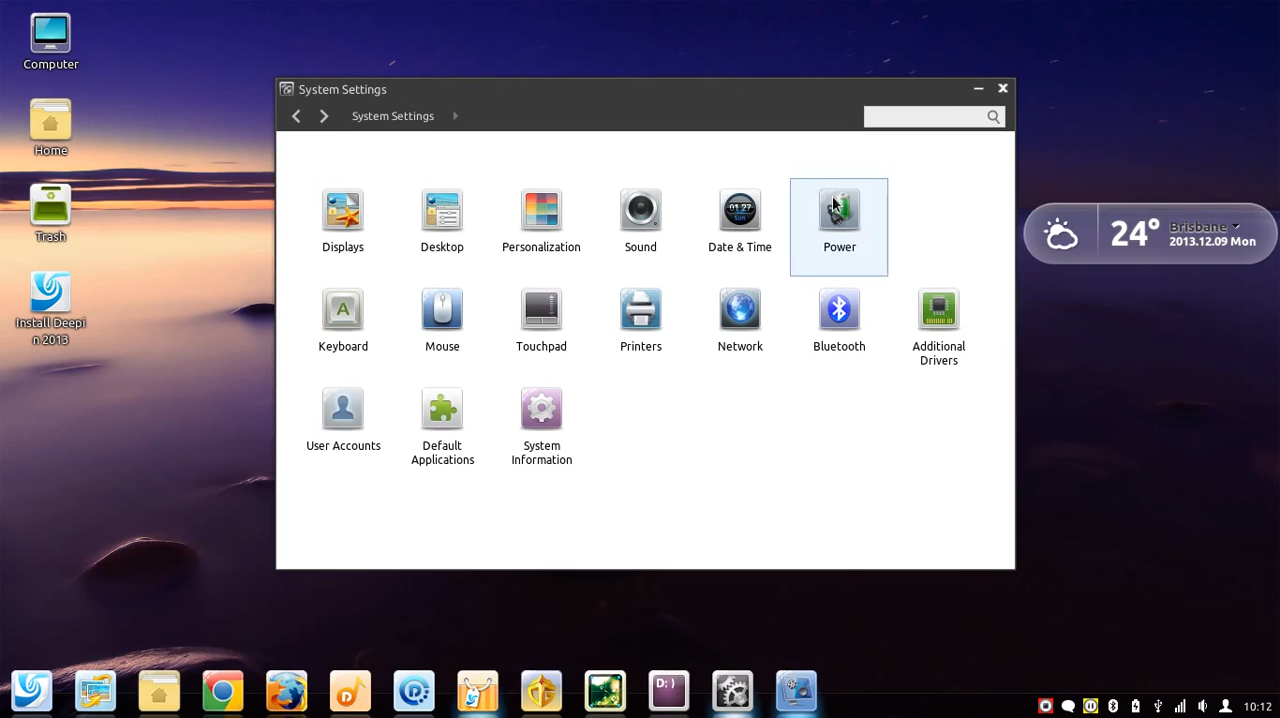 Computer
Home
Trash
Install Deepi
n 2013
System Settings
System Settings
Displays
Desktop
Personalization
Sound
01 27
Sun
Date & Time
Power
A
Keyboard
Mouse
Touchpad
Printers
Network
Bluetooth
Additional
Drivers
User Accounts
Default
Applications
System
Information
24°
Brisbane
2013.12.09 Mon
D: )
10:12